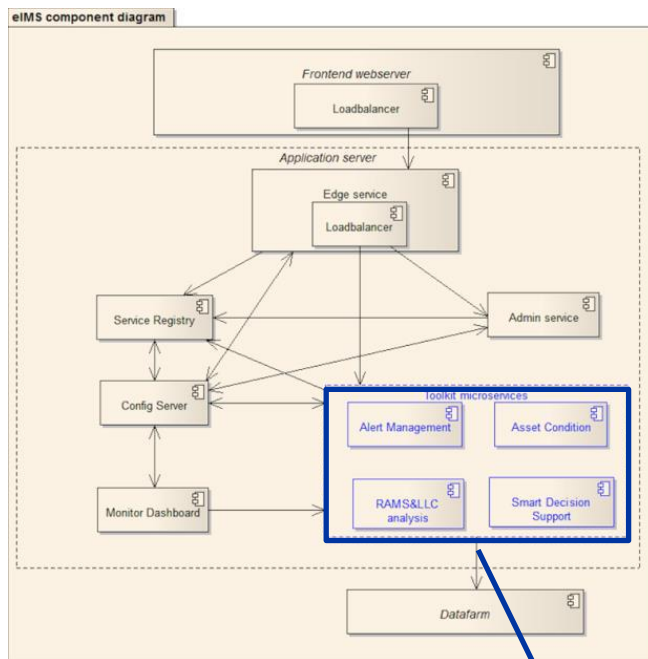 eIMS component diagram
Frontend webserver
Loadbalancer
Application server
Edge service
Loadbalancer
Service Registry
Admin service
Config Server
Toolkit microservices
Alert Management
Asset Condition
Monitor Dashboard
RAMS&LLC
analysis
Smart Decision
Support
Datafarm